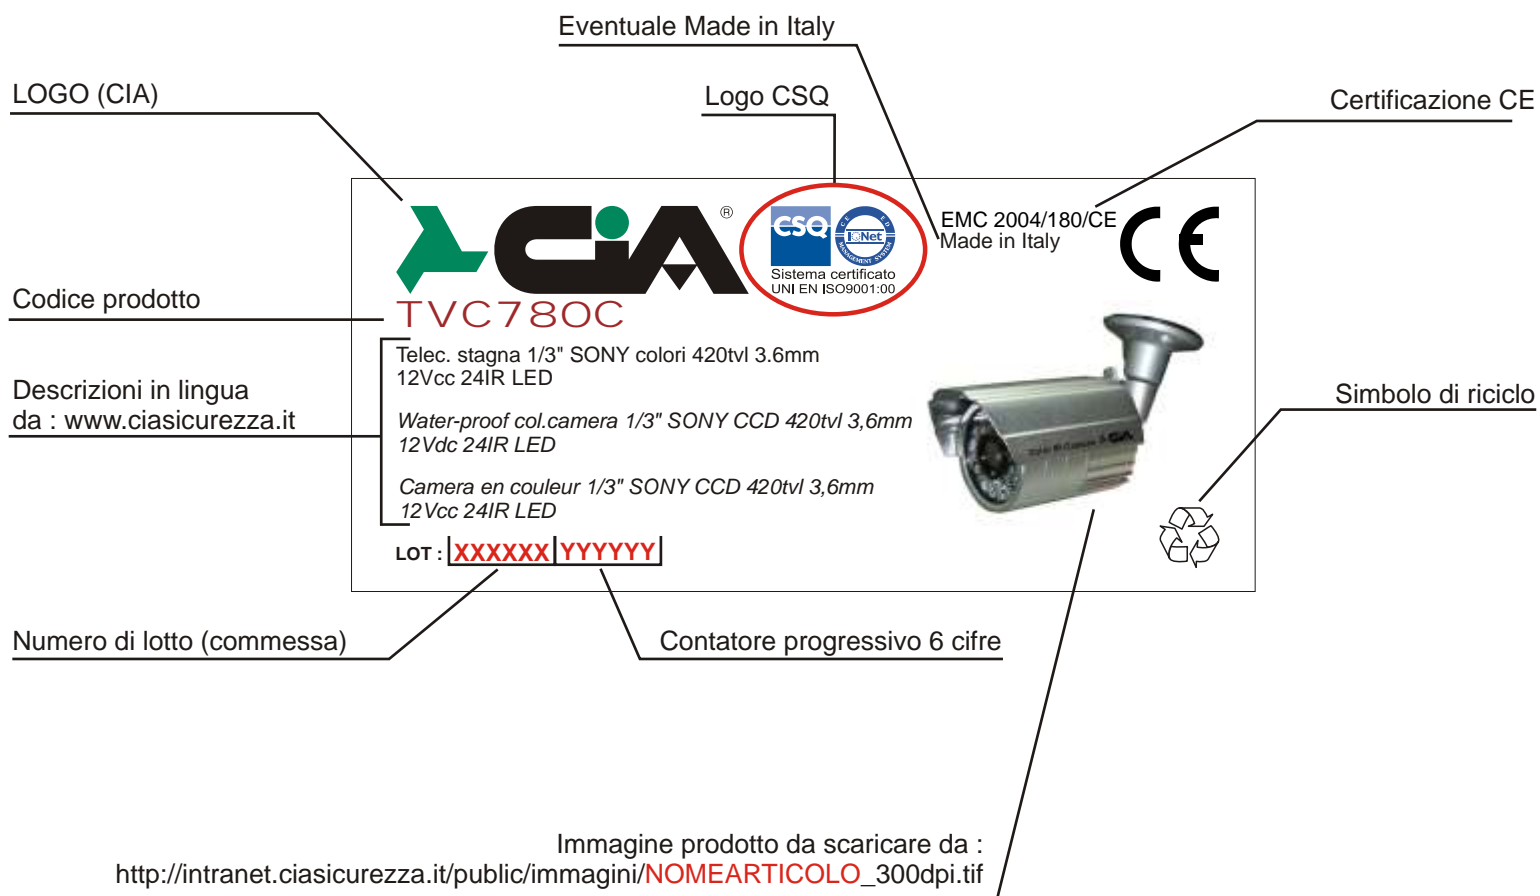 Eventuale Made in Italy
LOGO (CIA)
Logo CSQ
Certificazione CE
CiA ®
CSQ
IQNet
MANAGEMENT SYSTEM
Sistema certificato
UNI EN ISO9001:00
EMC 2004/180/CE
Made in Italy
CE
Codice prodotto
TVC780C
Telec. stagna 1/3" SONY colori 420tvl 3.6mm
12Vcc 24IR LED
Descrizioni in lingua
da : www.ciasicurezza.it
Water-proof col.camera 1/3" SONY CCD 420tvl 3,6mm
12Vdc 24IR LED
Simbolo di riciclo
Camera en couleur 1/3" SONY CCD 420tvl 3,6mm
12Vcc 24IR LED
LOT : XXXXXX YYYYYY
Numero di lotto (commessa)
Contatore progressivo 6 cifre
Immagine prodotto da scaricare da :
http://intranet.ciasicurezza.it/public/immagini/NOMEARTICOLO_300dpi.tif